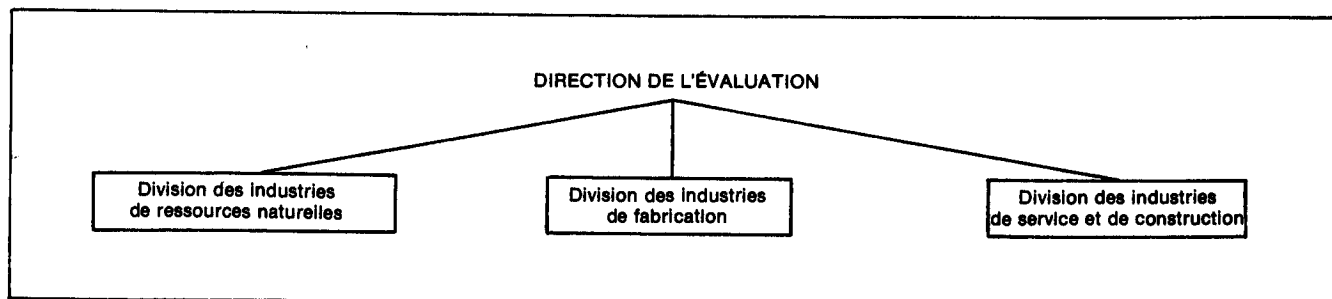 DIRECTION DE L'ÉVALUATION
Division des industries
de ressources naturelles
Division des industries
de fabrication
Division des industries
de service et de construction